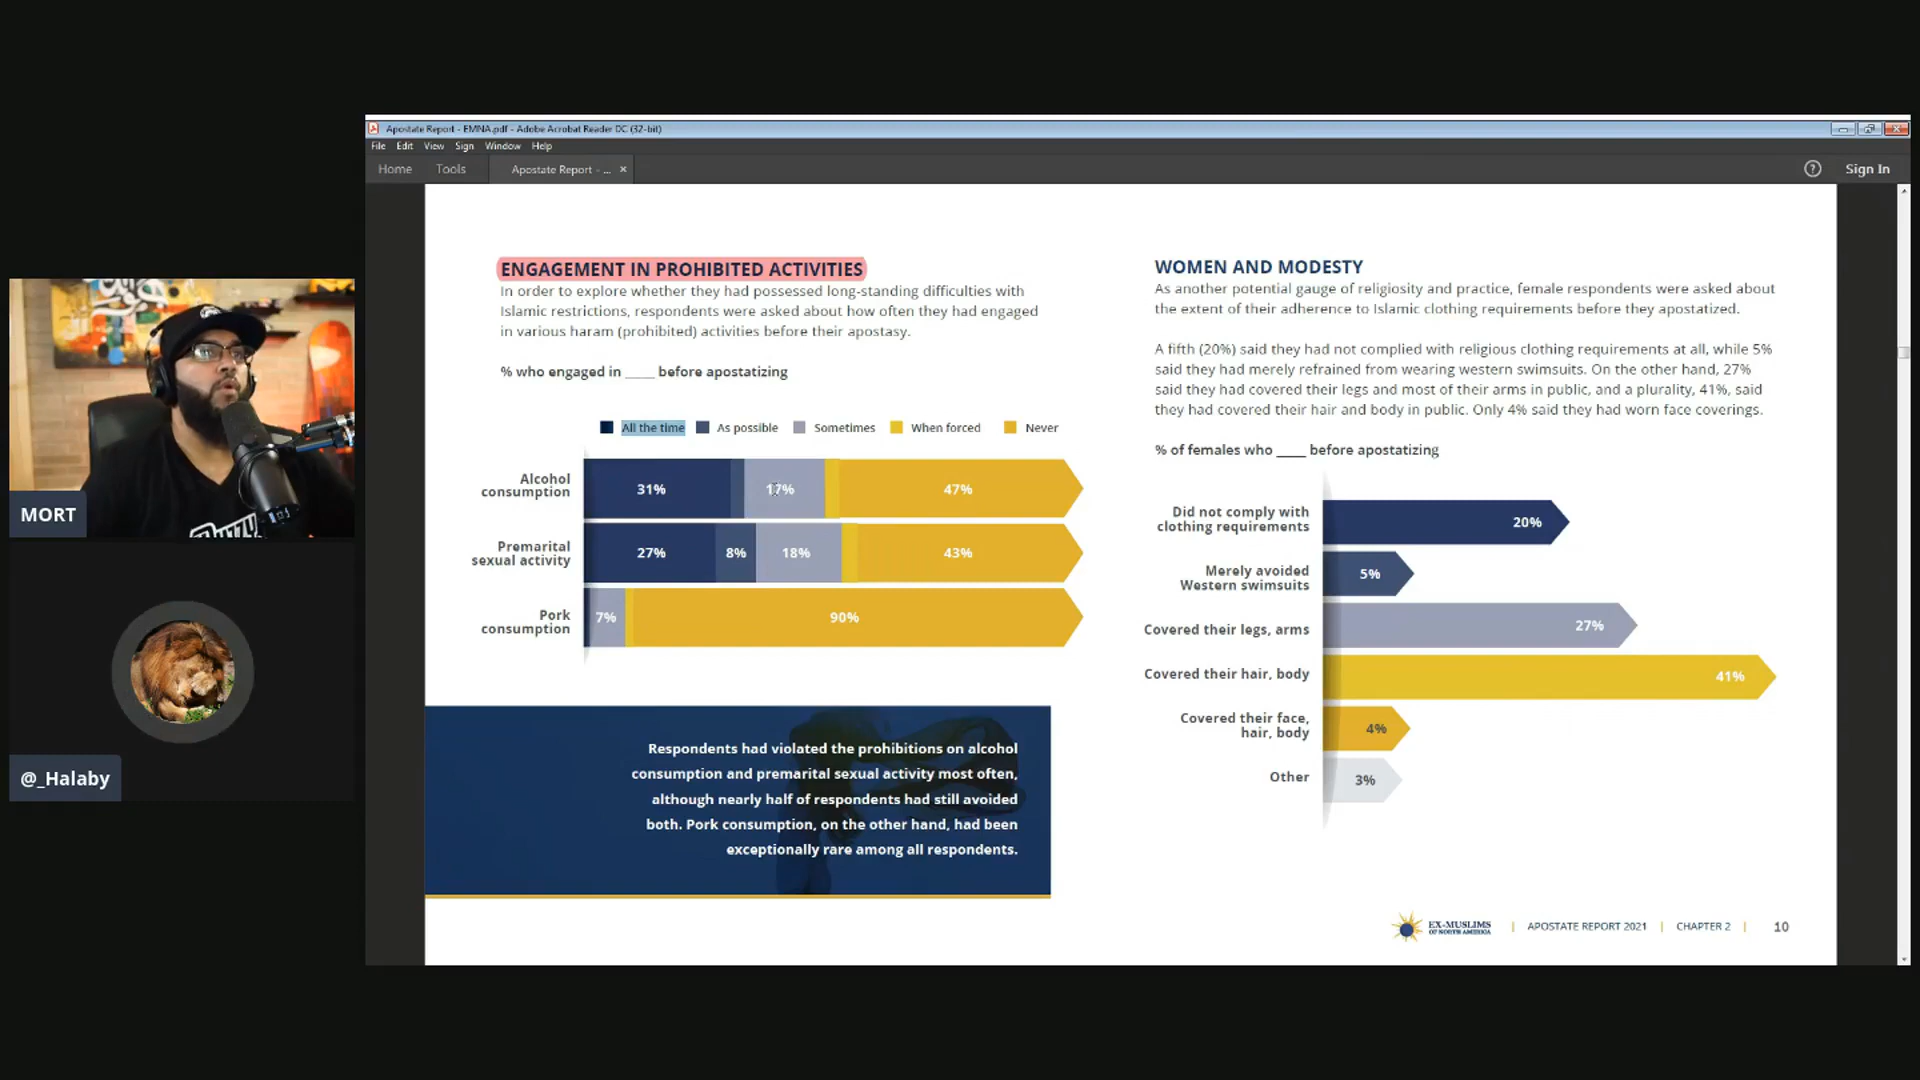 Apostate Report - EMNA.pdf - Adobe Acrobat Reader DC (32-bit)
File Edit View Sign Window Help
Home Tools Apostate Report - ... × ? Sign In
ENGAGEMENT IN PROHIBITED ACTIVITIES
In order to explore whether they had possessed long-standing difficulties with
Islamic restrictions, respondents were asked about how often they had engaged
in various haram (prohibited) activities before their apostasy.
% who engaged in _____ before apostatizing
All the time As possible Sometimes When forced Never
Alcohol
consumption
31% 17% 47%
Premarital
sexual activity
27% 8% 18% 43%
Pork
consumption
7% 90%
Respondents had violated the prohibitions on alcohol
consumption and premarital sexual activity most often,
although nearly half of respondents had still avoided
both. Pork consumption, on the other hand, had been
exceptionally rare among all respondents.
WOMEN AND MODESTY
As another potential gauge of religiosity and practice, female respondents were asked about
the extent of their adherence to Islamic clothing requirements before they apostatized.
A fifth (20%) said they had not complied with religious clothing requirements at all, while 5%
said they had merely refrained from wearing western swimsuits. On the other hand, 27%
said they had covered their legs and most of their arms in public, and a plurality, 41%, said
they had covered their hair and body in public. Only 4% said they had worn face coverings.
% of females who _____ before apostatizing
Did not comply with
clothing requirements
20%
Merely avoided
Western swimsuits
5%
Covered their legs, arms
27%
Covered their hair, body
41%
Covered their face,
hair, body
4%
Other
3%
EX-MUSLIMS
OF NORTH AMERICA
| APOSTATE REPORT 2021 | CHAPTER 2 | 10
MORT
@_Halaby